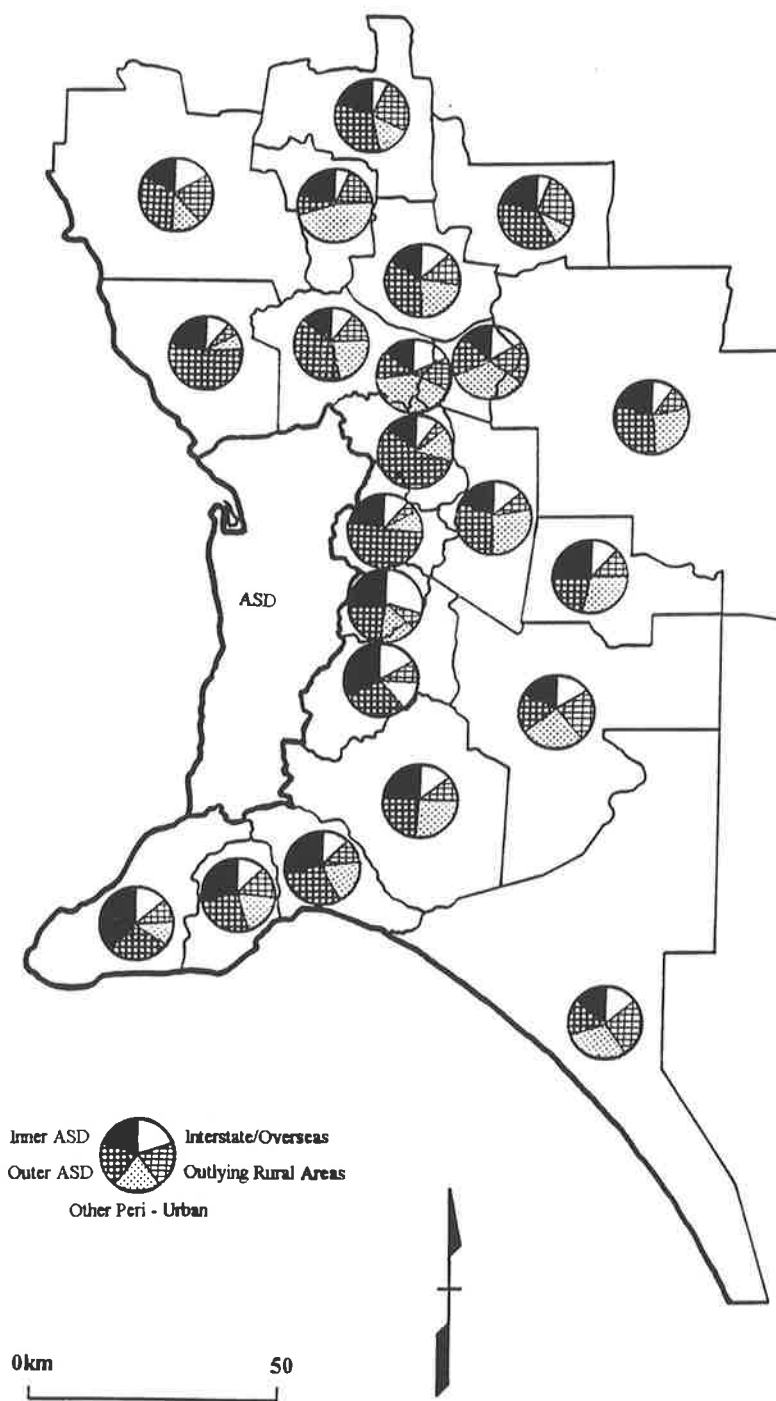 ASD
Inner ASD
Interstate/Overseas
Outer ASD
Outlying Rural Areas
Other Peri - Urban
0km
50